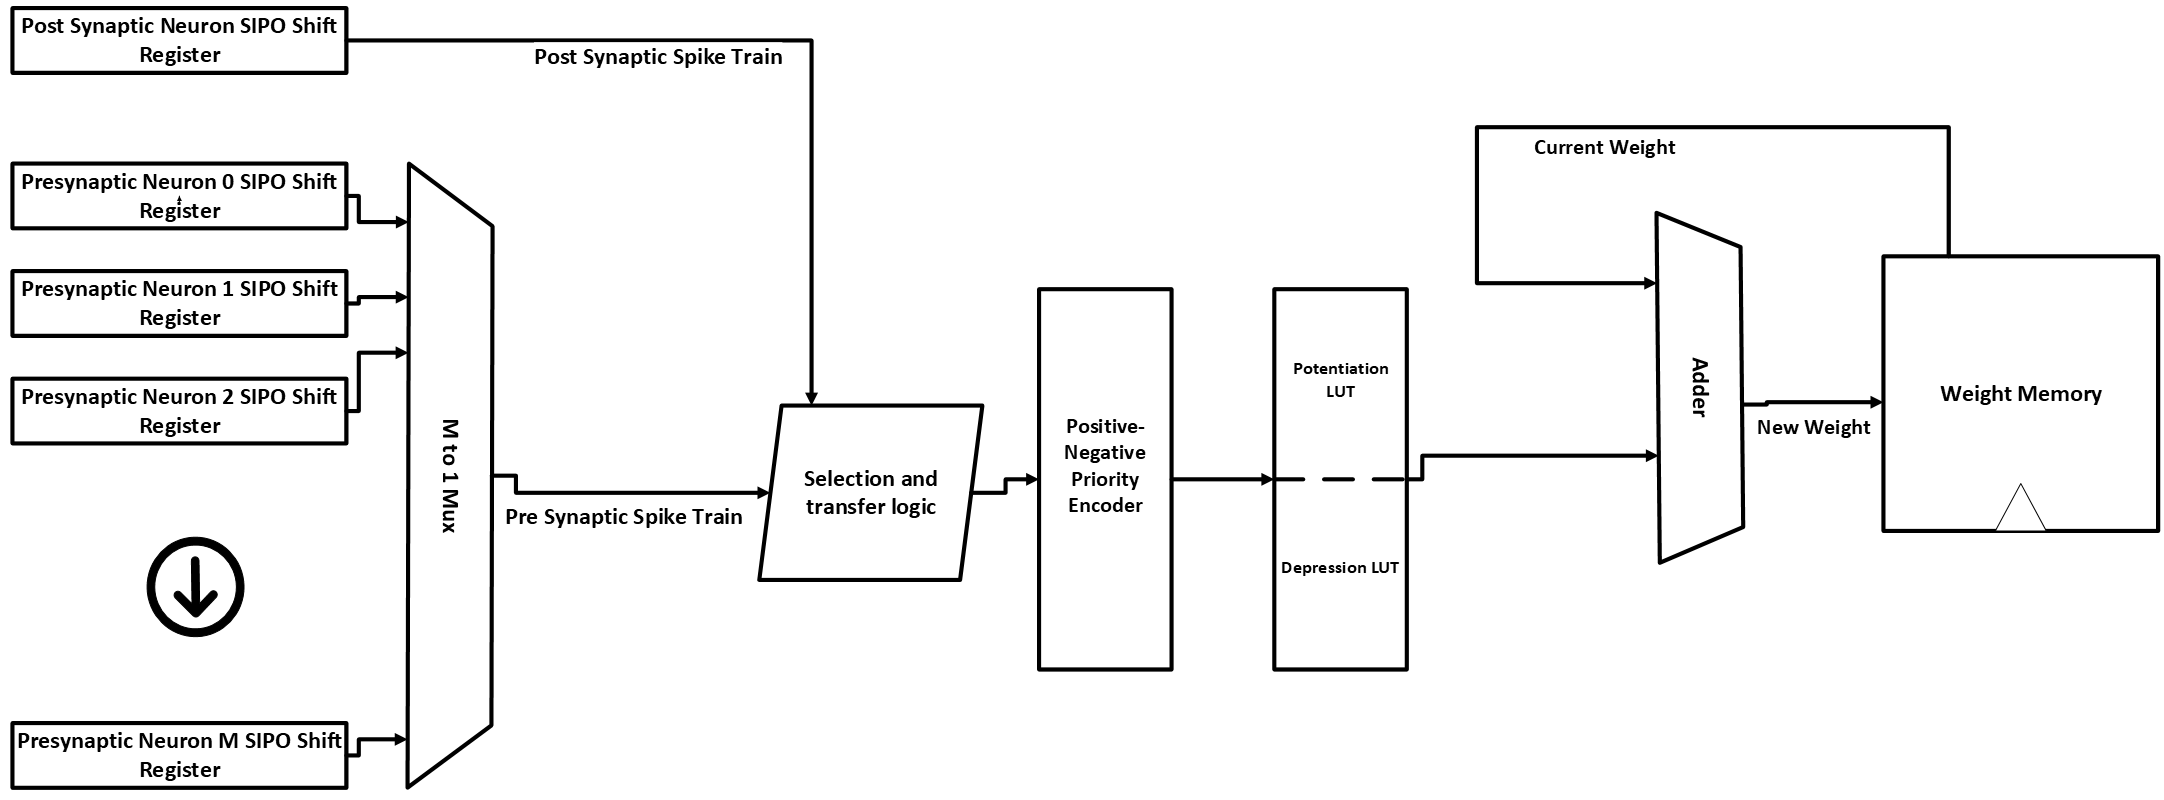 Post Synaptic Neuron SIPO Shift
Register
Post Synaptic Spike Train
Presynaptic Neuron 0 SIPO Shift
Register
Presynaptic Neuron 1 SIPO Shift
Register
Presynaptic Neuron 2 SIPO Shift
Register
Presynaptic Neuron M SIPO Shift
Register
M to 1 Mux
Pre Synaptic Spike Train
Selection and
transfer logic
Positive-
Negative
Priority
Encoder
Potentiation
LUT
Depression LUT
Current Weight
Adder
New Weight
Weight Memory